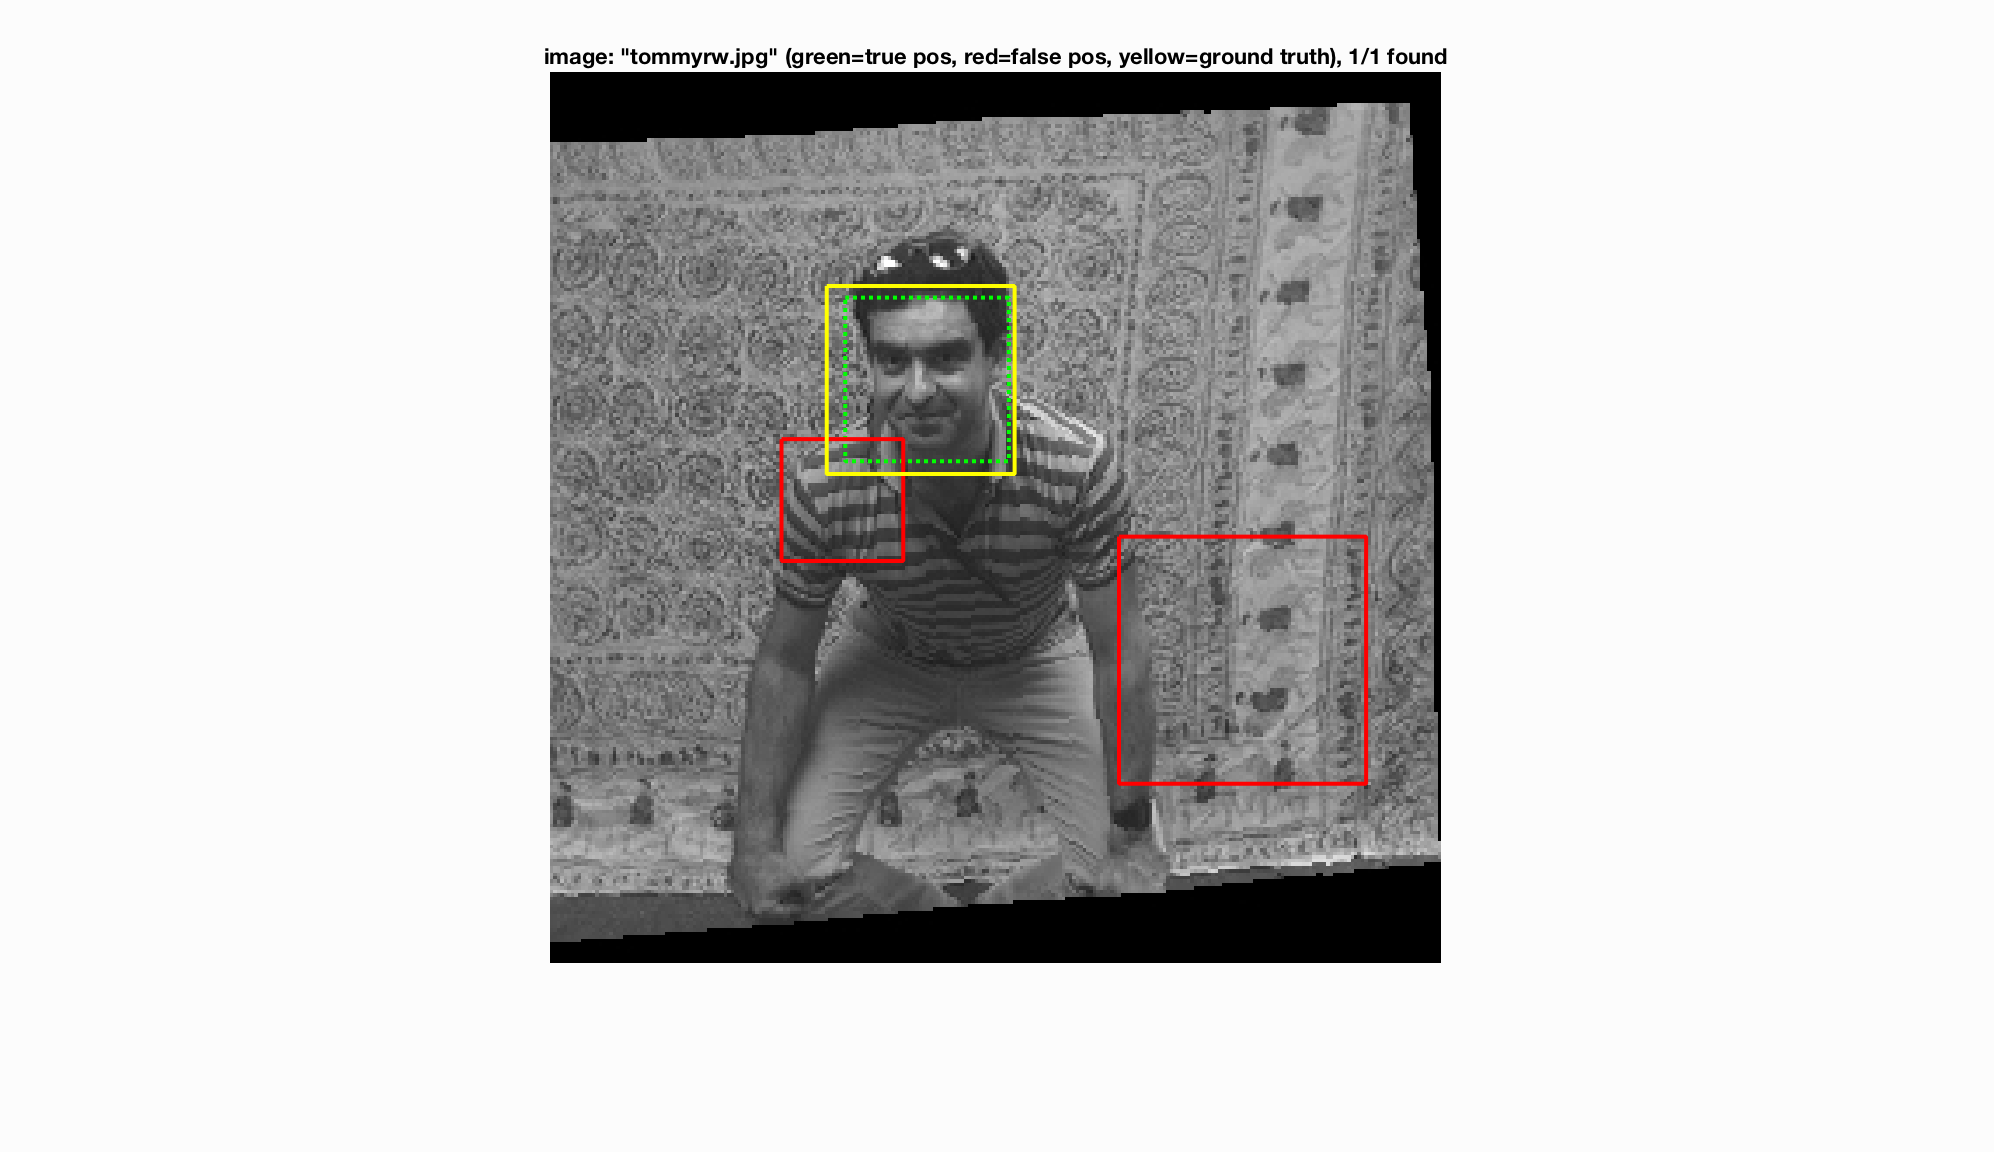 image: "tommyrw.jpg" (green=true pos, red=false pos, yellow=ground truth), 1/1 found